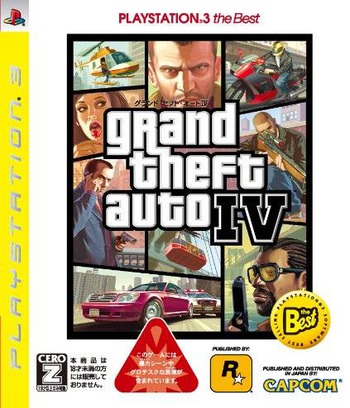 PLAYSTATION®3 the Best
PLAYSTATION 3
グランド・セフト・オートIV
grand
theft
auto IV
the
Best
CERO
Z
本商品は
18才未満の方
には販売して
おりません。
このゲームには
暴力シーンや
グロテスクな表現が
含まれています。
PUBLISHED BY:
R
PUBLISHED AND DISTRIBUTED
IN JAPAN BY:
CAPCOM